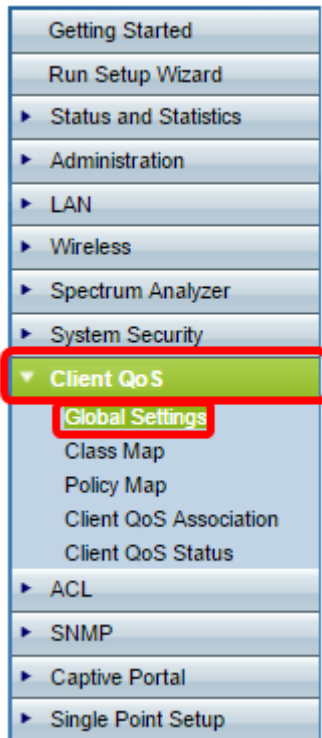 Getting Started
Run Setup Wizard
Status and Statistics
Administration
LAN
Wireless
Spectrum Analyzer
System Security
Client QoS
Global Settings
Class Map
Policy Map
Client QoS Association
Client QoS Status
ACL
SNMP
Captive Portal
Single Point Setup